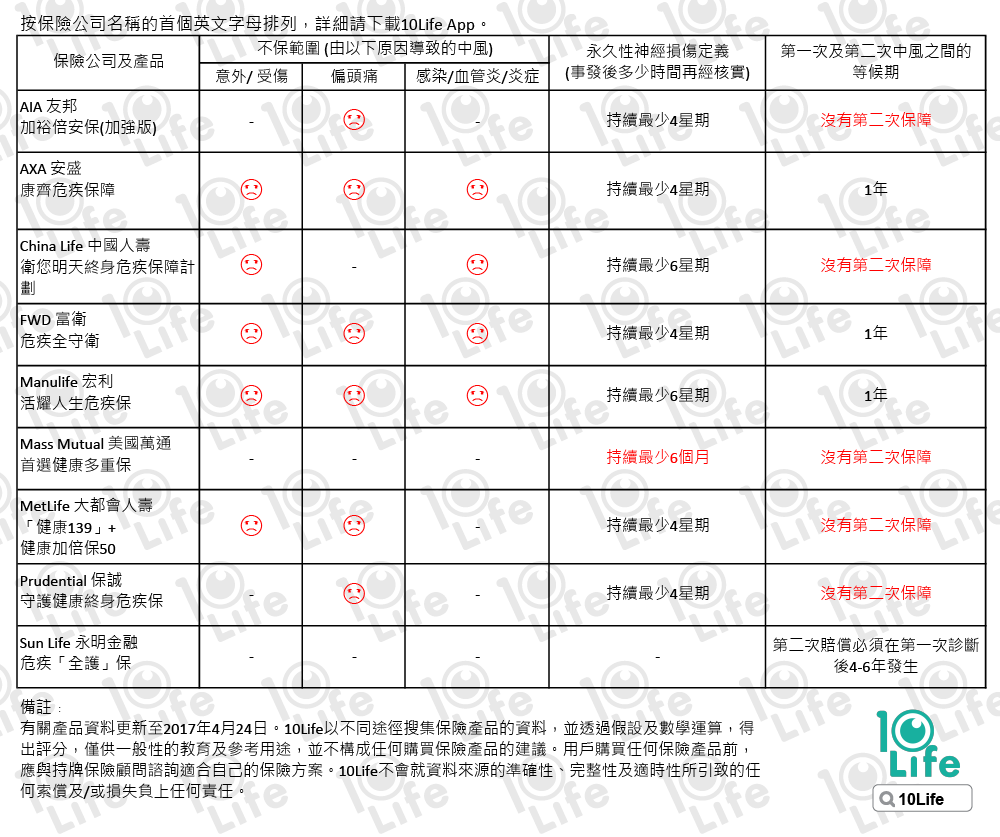 按保險公司名稱的首個英文字母排列，詳細請下載10Life App。
保險公司及產品
不保範圍 (由以下原因導致的中風)
意外/ 受傷
偏頭痛
感染/血管炎/炎症
永久性神經損傷定義
(事發後多少時間再經核實)
第一次及第二次中風之間的
等候期
AIA 友邦
加裕倍安保(加強版)
-
-
持續最少4星期
沒有第二次保障
AXA 安盛
康齊危疾保障
持續最少4星期
1年
China Life 中國人壽
衛您明天終身危疾保障計
劃
-
持續最少6星期
沒有第二次保障
FWD 富衛
危疾全守衛
持續最少4星期
1年
Manulife 宏利
活耀人生危疾保
持續最少6星期
1年
Mass Mutual 美國萬通
首選健康多重保
-
-
-
持續最少6個月
沒有第二次保障
MetLife 大都會人壽
「健康139」+
健康加倍保50
-
持續最少4星期
沒有第二次保障
Prudential 保誠
守護健康終身危疾保
-
-
持續最少4星期
沒有第二次保障
Sun Life 永明金融
危疾「全護」保
-
-
-
-
第二次賠償必須在第一次診斷
後4-6年發生
備註﹕
有關產品資料更新至2017年4月24日。10Life以不同途徑搜集保險產品的資料，並透過假設及數學運算，得
出評分，僅供一般性的教育及參考用途，並不構成任何購買保險產品的建議。用戶購買任何保險產品前，
應與持牌保險顧問諮詢適合自己的保險方案。10Life不會就資料來源的準確性、完整性及適時性所引致的任
何索償及/或損失負上任何責任。
10
Life
10Life